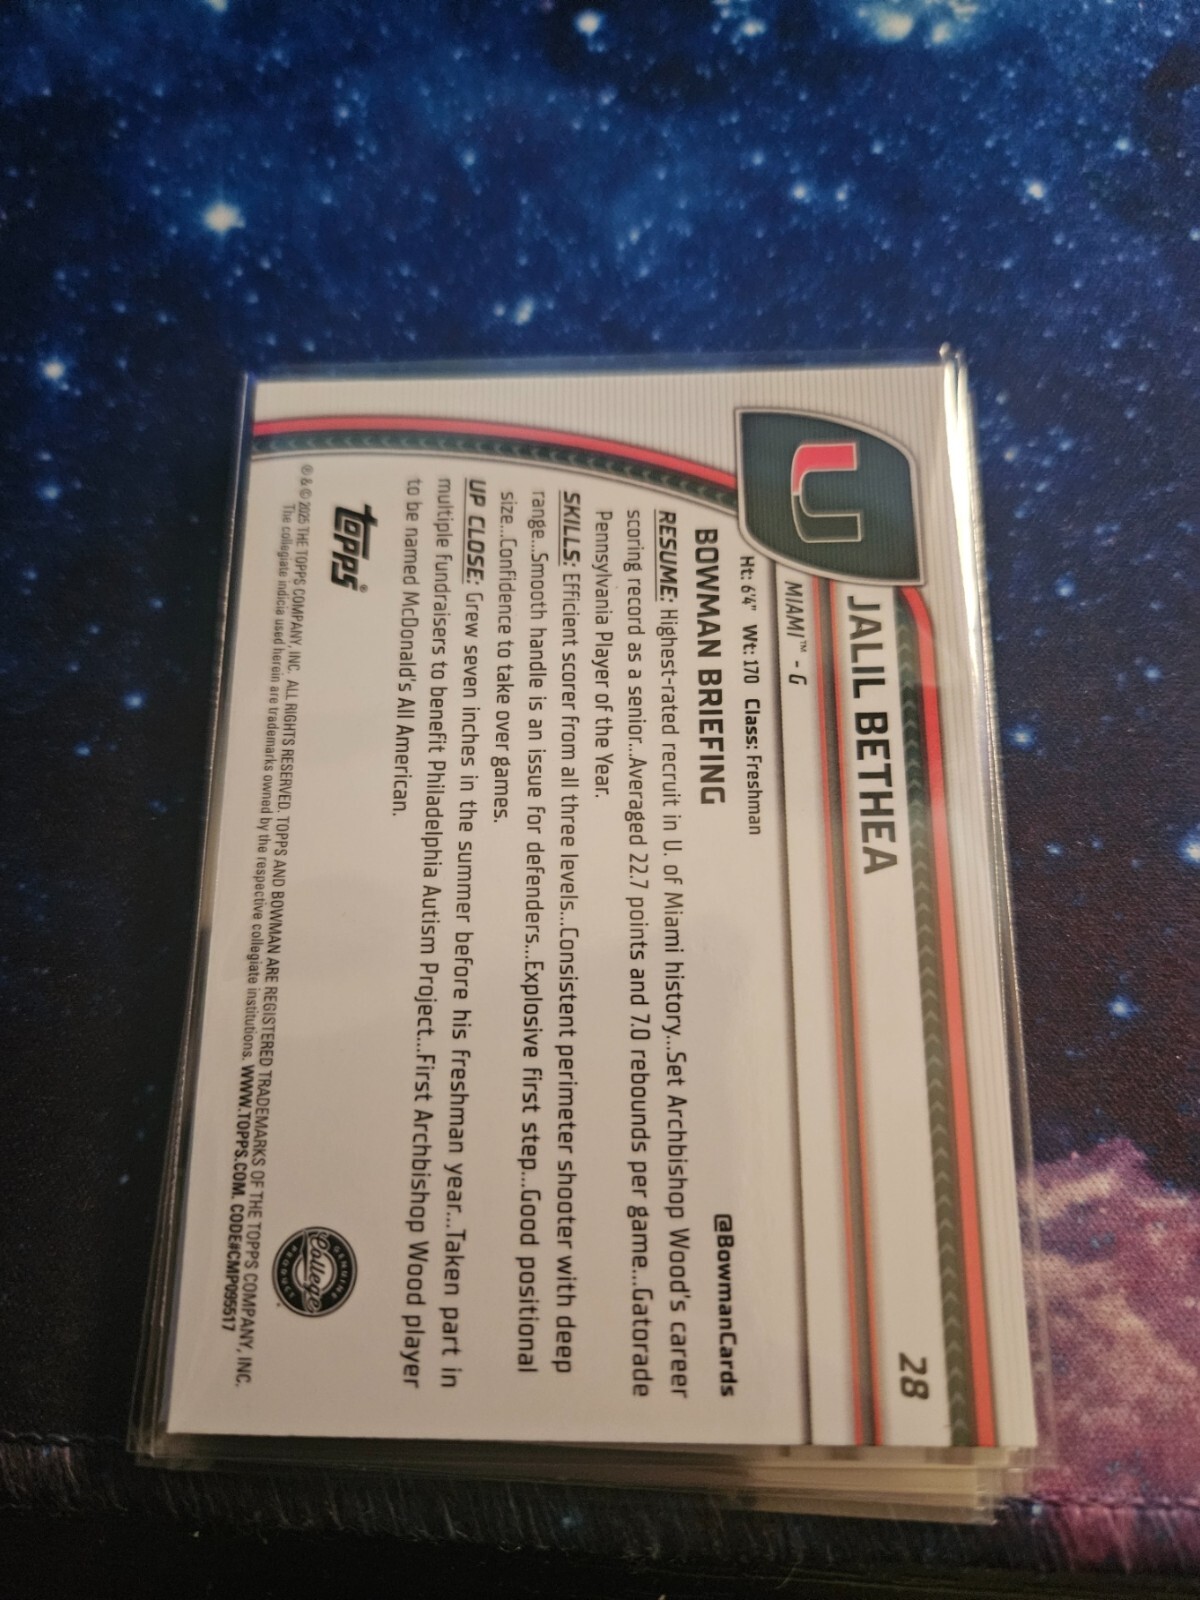 JALIL BETHEA
28
U
MIAMI™ - G
Ht: 6'4" Wt: 170 Class: Freshman
@BowmanCards
BOWMAN BRIEFING
RESUME: Highest-rated recruit in U. of Miami history...Set Archbishop Wood's career
scoring record as a senior...Averaged 22.7 points and 7.0 rebounds per game...Gatorade
Pennsylvania Player of the Year.
SKILLS: Efficient scorer from all three levels...Consistent perimeter shooter with deep
range...Smooth handle is an issue for defenders...Explosive first step...Good positional
size...Confidence to take over games.
UP CLOSE: Grew seven inches in the summer before his freshman year...Taken part in
multiple fundraisers to benefit Philadelphia Autism Project...First Archbishop Wood player
to be named McDonald's All American.
topps®
GENUINE College PRODUCT
® & © 2025 THE TOPPS COMPANY, INC. ALL RIGHTS RESERVED. TOPPS AND BOWMAN ARE REGISTERED TRADEMARKS OF THE TOPPS COMPANY, INC.
The collegiate indicia used herein are trademarks owned by the respective collegiate institutions. WWW.TOPPS.COM. CODE#CMP095517